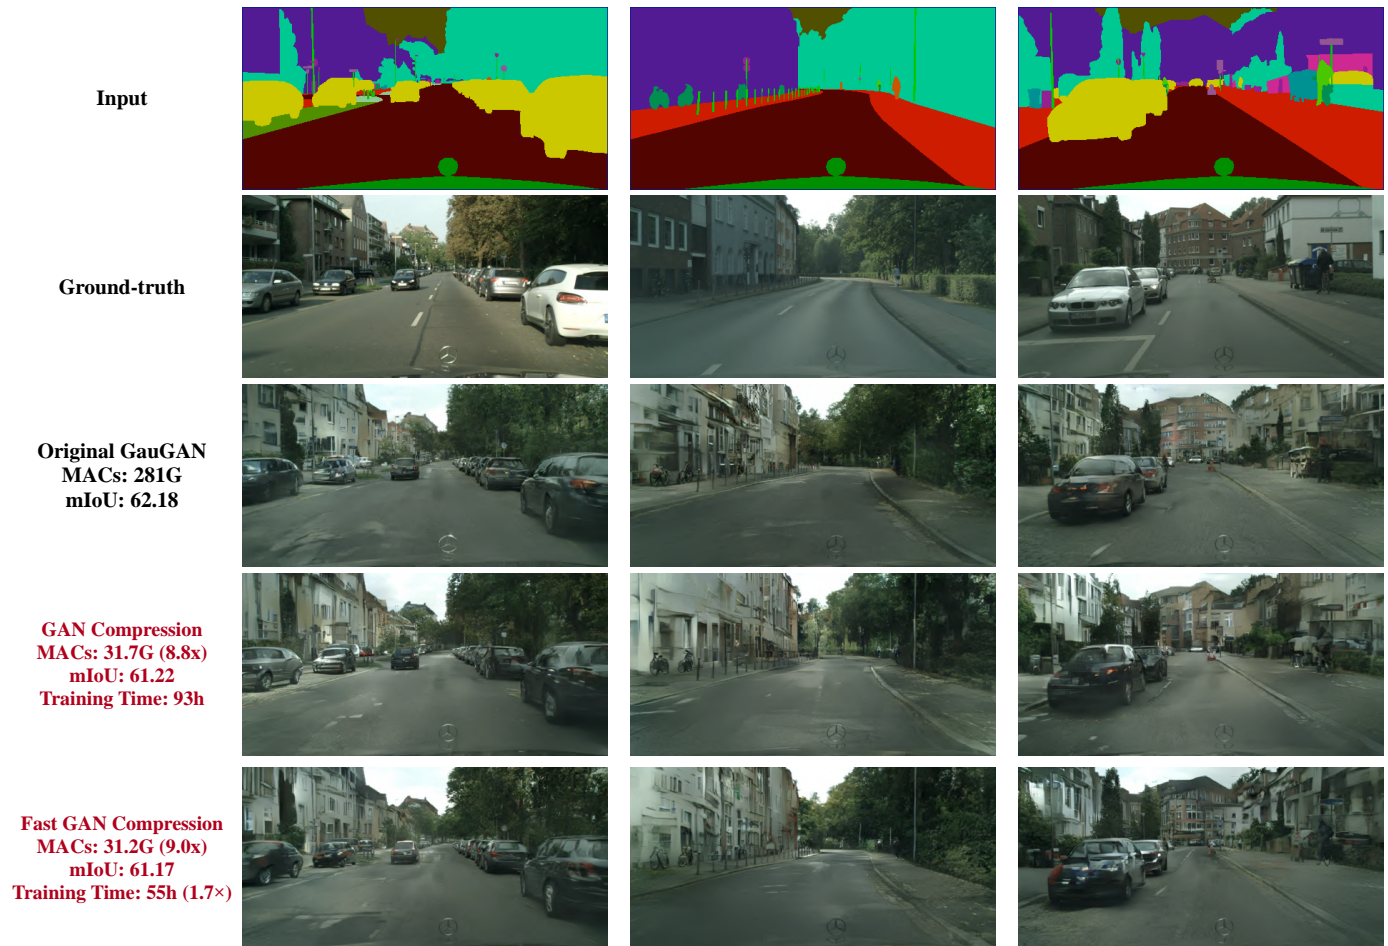 Input
Ground-truth
Original GauGAN
MACs: 281G
mIoU: 62.18
GAN Compression
MACs: 31.7G (8.8x)
mIoU: 61.22
Training Time: 93h
Fast GAN Compression
MACs: 31.2G (9.0x)
mIoU: 61.17
Training Time: 55h (1.7×)